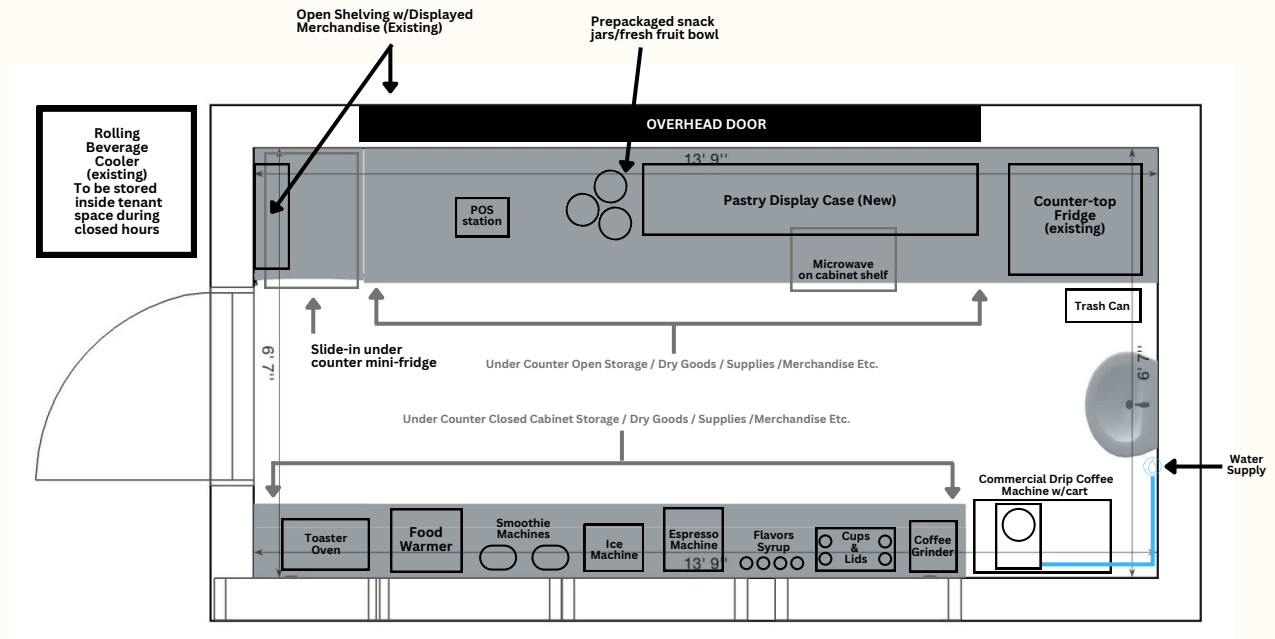 Open Shelving w/Displayed
Merchandise (Existing)
Prepackaged snack
jars/fresh fruit bowl
Rolling
Beverage
Cooler
(existing)
To be stored
inside tenant
space during
closed hours
OVERHEAD DOOR
13' 9''
POS
station
Pastry Display Case (New)
Counter-top
Fridge
(existing)
Microwave
on cabinet shelf
Trash Can
Slide-in under
counter mini-fridge
6' 7''
6' 7''
Under Counter Open Storage / Dry Goods / Supplies /Merchandise Etc.
Under Counter Closed Cabinet Storage / Dry Goods / Supplies /Merchandise Etc.
Water
Supply
Commercial Drip Coffee
Machine w/cart
Toaster
Oven
Food
Warmer
Smoothie
Machines
Ice
Machine
Espresso
Machine
Flavors
Syrup
Cups
&
Lids
Coffee
Grinder
13' 9''